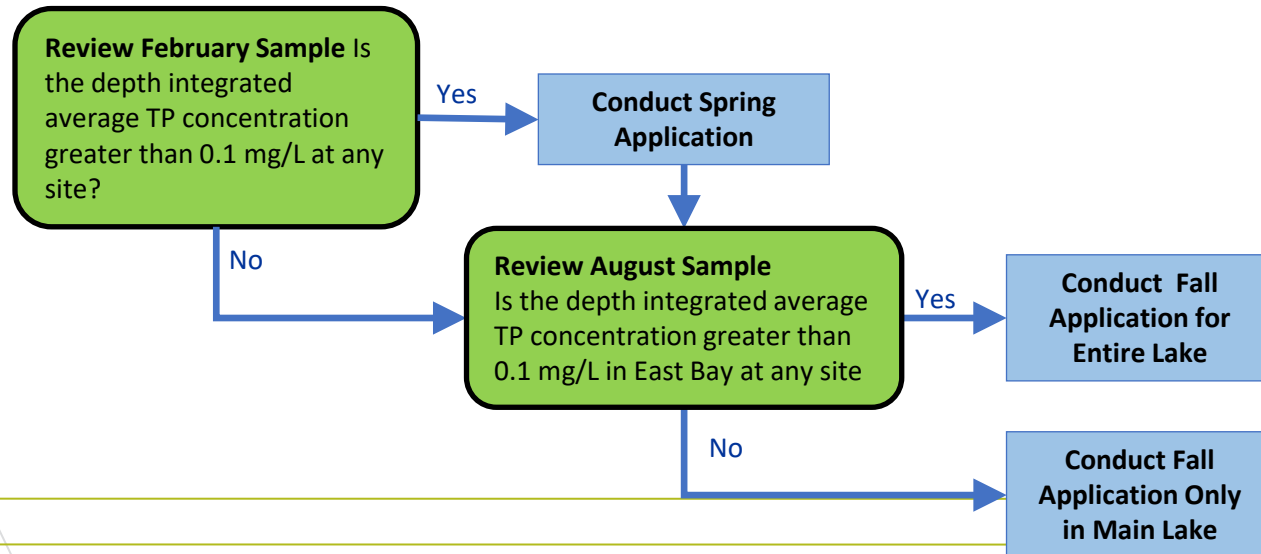 Review February Sample Is
the depth integrated
average TP concentration
greater than 0.1 mg/L at any
site?
Yes
Conduct Spring
Application
No
Review August Sample
Is the depth integrated average
TP concentration greater than
0.1 mg/L in East Bay at any site
Yes
Conduct Fall
Application for
Entire Lake
No
Conduct Fall
Application Only
in Main Lake